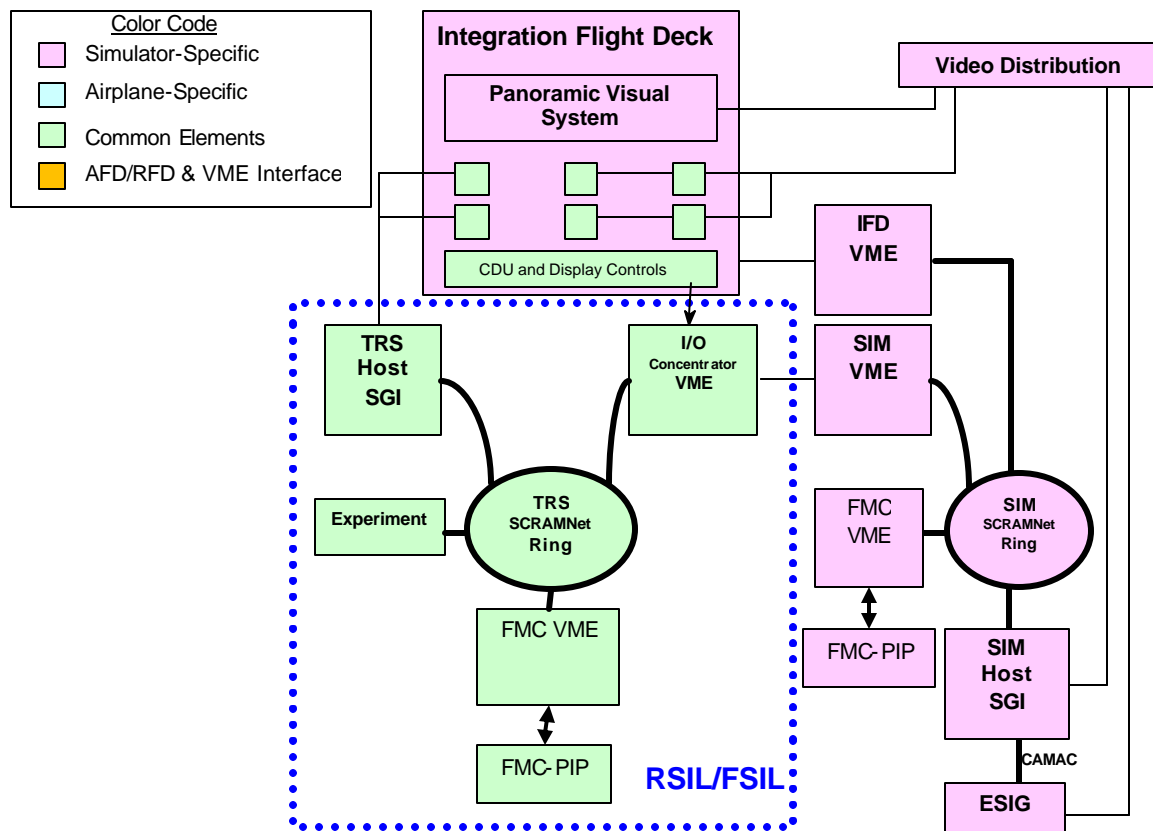 Color Code
Simulator-Specific
Airplane-Specific
Common Elements
AFD/RFD & VME Interface
Integration Flight Deck
Panoramic Visual
System
CDU and Display Controls
Video Distribution
IFD
VME
TRS
Host
SGI
I/O
Concentrator
VME
SIM
VME
Experiment
TRS
SCRAMNet
Ring
FMC
VME
SIM
SCRAMNet
Ring
FMC VME
FMC-PIP
SIM
Host
SGI
FMC-PIP
RSIL/FSIL
CAMAC
ESIG